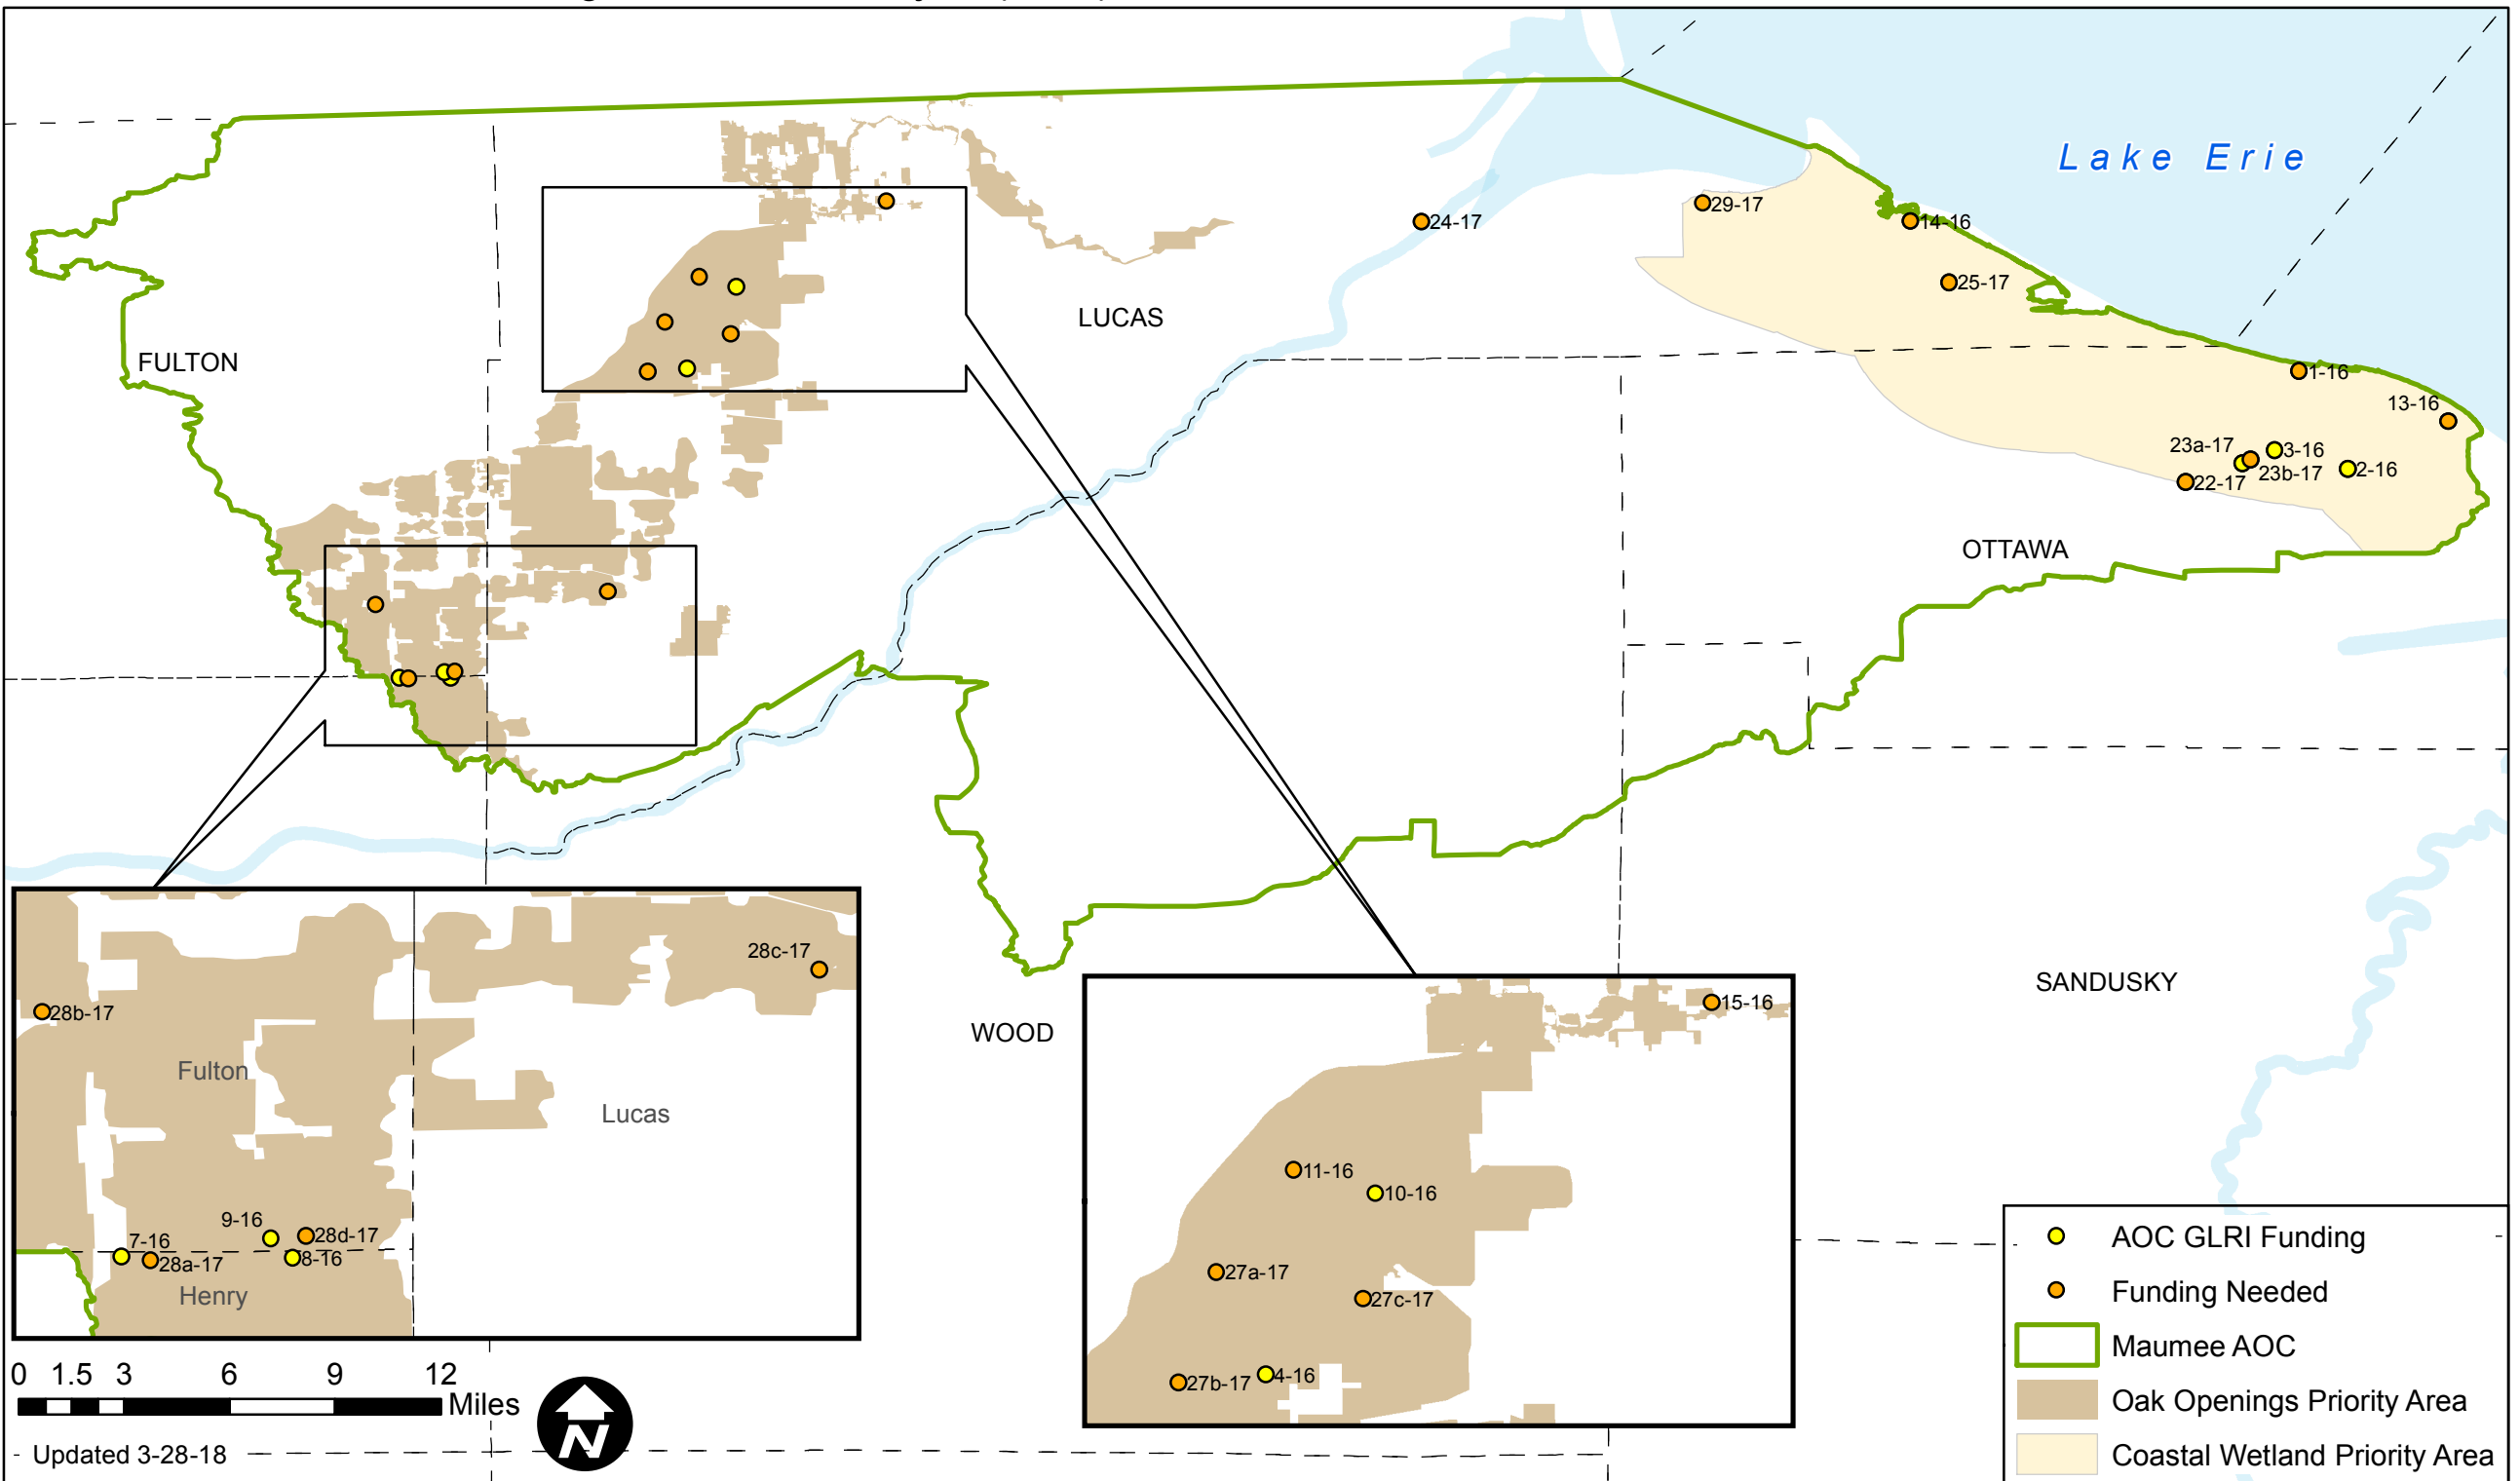 Lake Erie
29-17
14-16
24-17
25-17
LUCAS
FULTON
1-16
13-16
23a-17
3-16
23b-17
2-16
22-17
OTTAWA
28c-17
28b-17
Fulton
Lucas
9-16
28d-17
7-16
28a-17
8-16
Henry
WOOD
SANDUSKY
15-16
11-16
10-16
27a-17
27c-17
27b-17
4-16
0 1.5 3 6 9 12
Miles
N
Updated 3-28-18
AOC GLRI Funding
Funding Needed
Maumee AOC
Oak Openings Priority Area
Coastal Wetland Priority Area